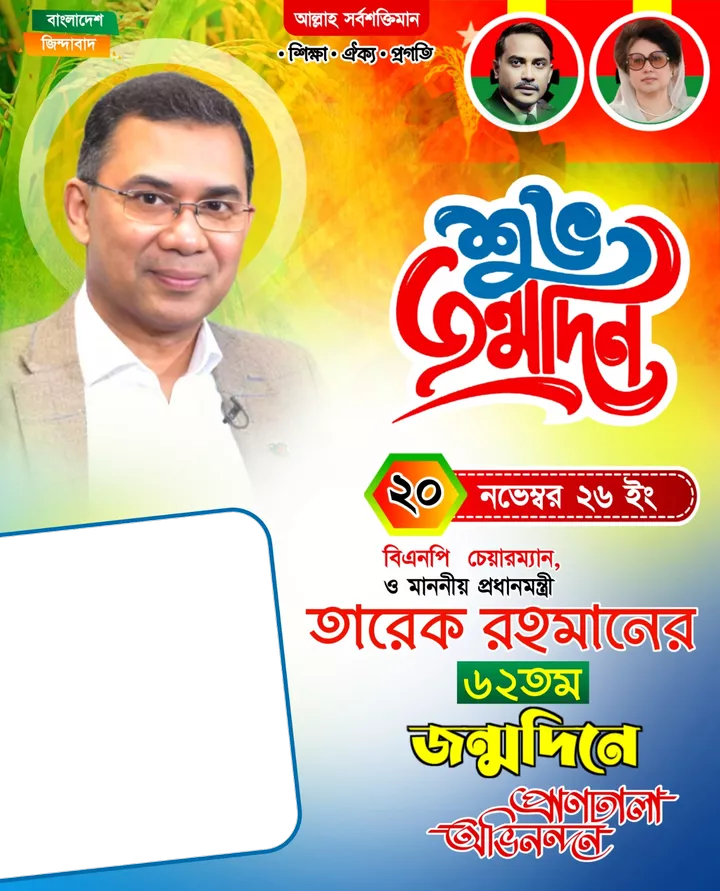 বাংলাদেশ
জিন্দাবাদ
আল্লাহ সর্বশক্তিমান
• শিক্ষা • ঐক্য • প্রগতি
শুভ
জন্মদিন
২০ নভেম্বর ২৬ ইং
বিএনপি চেয়ারম্যান,
ও মাননীয় প্রধানমন্ত্রী
তারেক রহমানের
৬২তম
জন্মদিনে
প্রাণঢালা
অভিনন্দন